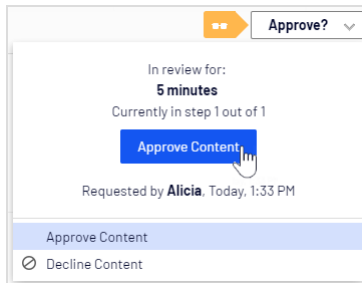 Approve?
In review for:
5 minutes
Currently in step 1 out of 1
Approve Content
Requested by Alicia, Today, 1:33 PM
Approve Content
Decline Content